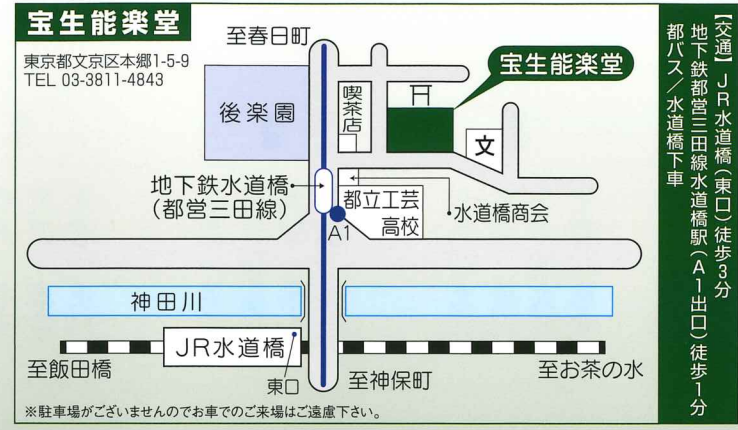 宝生能楽堂
東京都文京区本郷1-5-9
TEL 03-3811-4843
至春日町
後楽園
喫茶店
宝生能楽堂
文
地下鉄水道橋
(都営三田線)
都立工芸
高校
水道橋商会
A1
神田川
JR水道橋
東口
至飯田橋
至神保町
至お茶の水
※駐車場がございませんのでお車でのご来場はご遠慮下さい。
【交通】JR水道橋(東口)徒歩3分
地下鉄都営三田線水道橋駅(A1出口)徒歩1分
都バス/水道橋下車